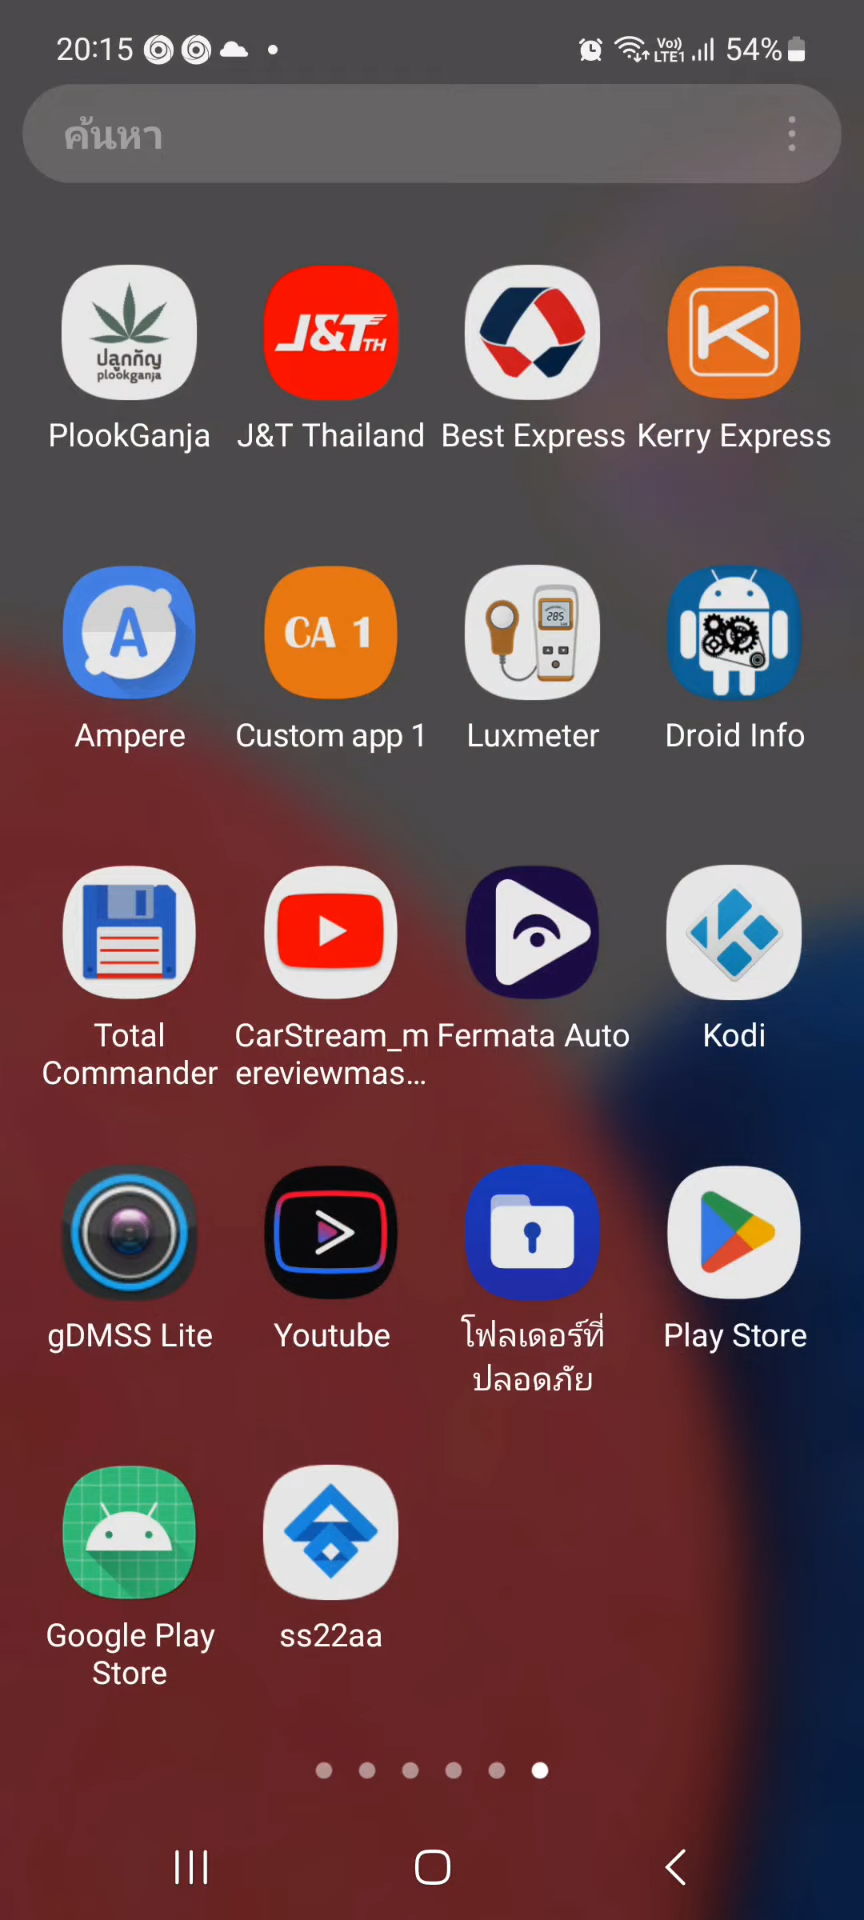 20:15
Vo))
LTE1
54%
ค้นหา
ปลูกกัญ
plookganja
J&T TH
PlookGanja
J&T Thailand
Best Express
Kerry Express
A
CA 1
285
Ampere
Custom app 1
Luxmeter
Droid Info
Total
Commander
CarStream_m
ereviewmas...
Fermata Auto
Kodi
gDMSS Lite
Youtube
โฟลเดอร์ที่
ปลอดภัย
Play Store
Google Play
Store
ss22aa